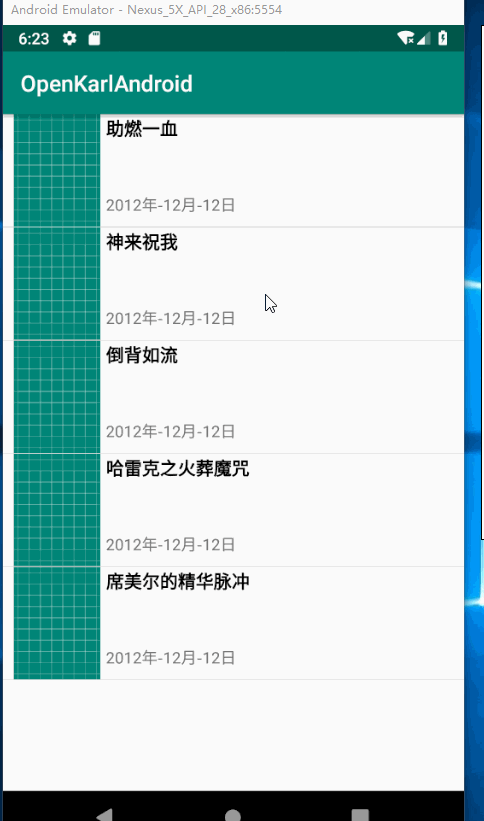 Android Emulator - Nexus_5X_API_28_x86:5554
6:23
OpenKarlAndroid
助燃一血
2012年-12月-12日
神来祝我
2012年-12月-12日
倒背如流
2012年-12月-12日
哈雷克之火葬魔咒
2012年-12月-12日
席美尔的精华脉冲
2012年-12月-12日